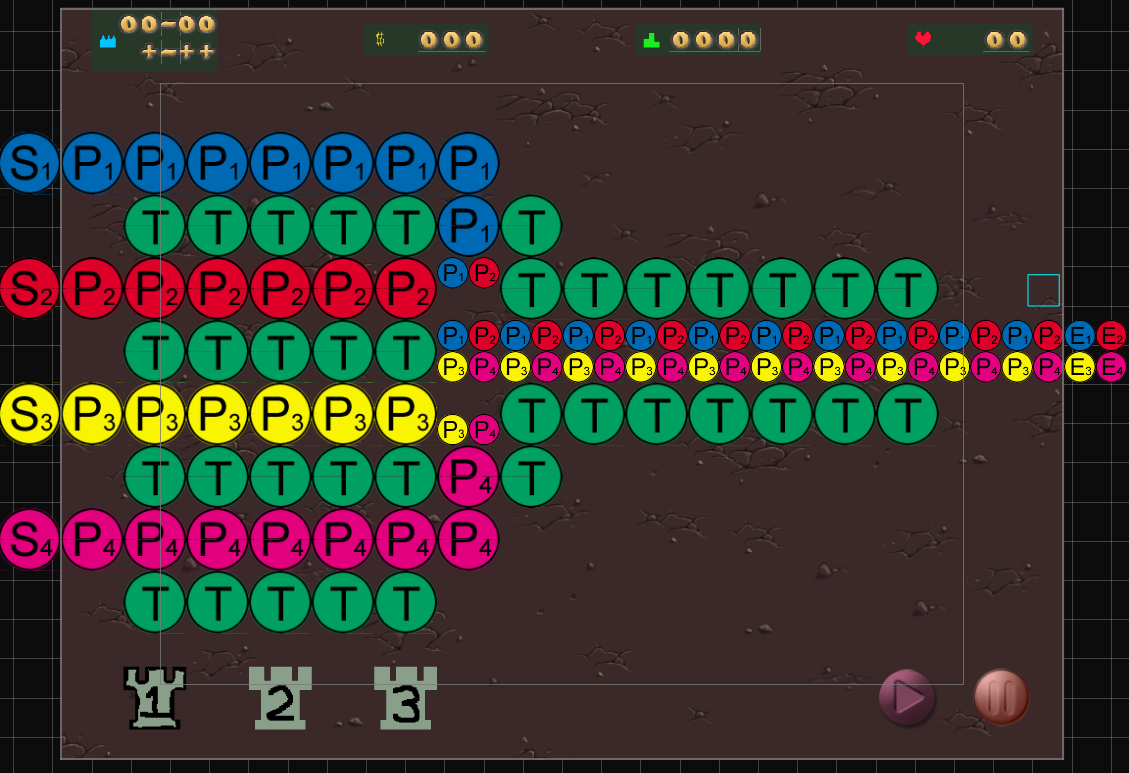 00-00 $ 000 0000 00
+-++
S1 P1 P1 P1 P1 P1 P1 P1
T T T T T P1 T
S2 P2 P2 P2 P2 P2 P2 P1 P2 T T T T T T T
T T T T T P1 P2 P1 P2 P1 P2 P1 P2 P1 P2 P1 P2 P1 P2 P1 P2 P1 P2 P1 P2 E1 E2
P3 P4 P3 P4 P3 P4 P3 P4 P3 P4 P3 P4 P3 P4 P3 P4 P3 P4 P3 P4 E3 E4
S3 P3 P3 P3 P3 P3 P3 P3 P4 T T T T T T T
T T T T T P4 T
S4 P4 P4 P4 P4 P4 P4 P4
T T T T T
1 2 3